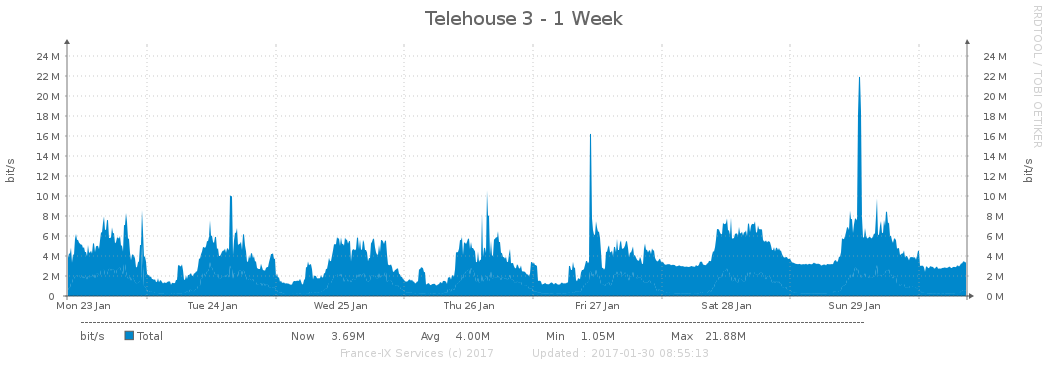 Telehouse 3 - 1 Week
RRDTOOL / TOBI OETIKER
bit/s
24 M 24 M
22 M 22 M
20 M 20 M
18 M 18 M
16 M 16 M
14 M 14 M
12 M 12 M
10 M 10 M
8 M 8 M
6 M 6 M
4 M 4 M
2 M 2 M
0 0 M
bit/s
Mon 23 Jan Tue 24 Jan Wed 25 Jan Thu 26 Jan Fri 27 Jan Sat 28 Jan Sun 29 Jan
bit/s Total Now 3.69M Avg 4.00M Min 1.05M Max 21.88M
France-IX Services (c) 2017 Updated : 2017-01-30 08:55:13